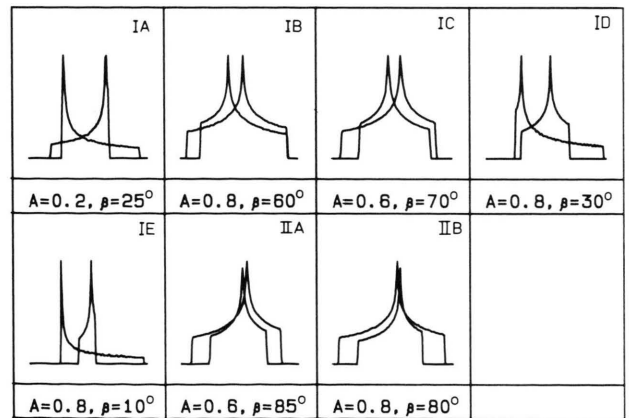 IA
IB
IC
ID
A=0.2, β=25°
A=0.8, β=60°
A=0.6, β=70°
A=0.8, β=30°
IE
IIA
IIB
A=0.8, β=10°
A=0.6, β=85°
A=0.8, β=80°